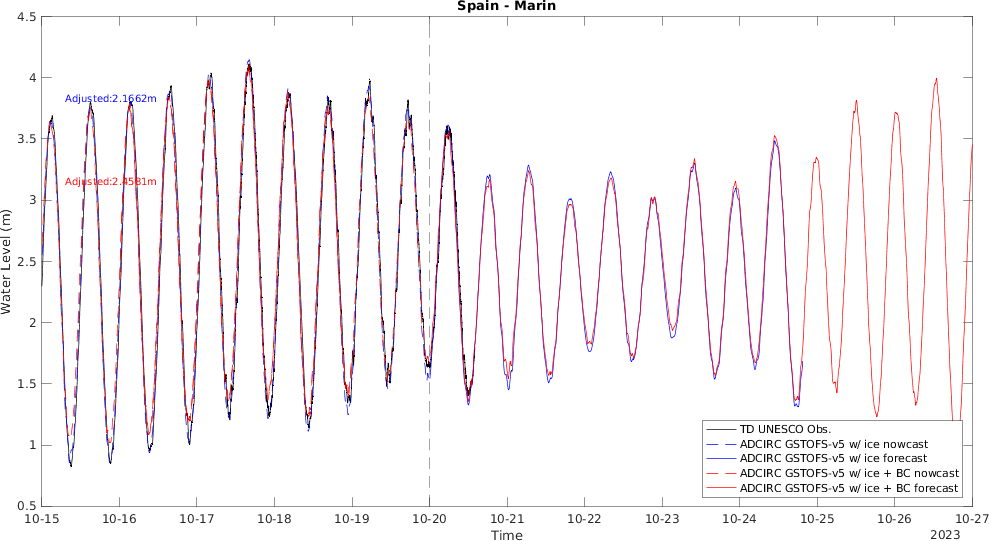 Spain - Marin
4.5
4
3.5
3
2.5
2
1.5
1
0.5
Water Level (m)
Adjusted:2.1662m
Adjusted:2.4581m
TD UNESCO Obs.
ADCIRC GSTOFS-v5 w/ ice nowcast
ADCIRC GSTOFS-v5 w/ ice forecast
ADCIRC GSTOFS-v5 w/ ice + BC nowcast
ADCIRC GSTOFS-v5 w/ ice + BC forecast
10-15 10-16 10-17 10-18 10-19 10-20 10-21 10-22 10-23 10-24 10-25 10-26 10-27
Time
2023